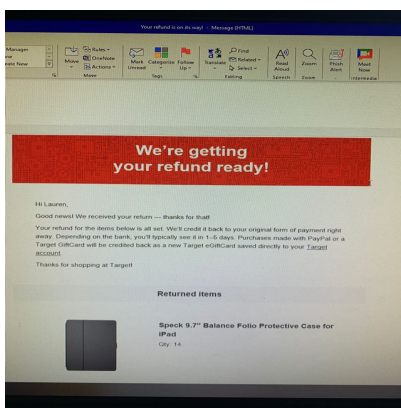 Your refund is on its way! - Message (HTML)
Manager
Create New
Move
Rules
OneNote
Actions
Move
Mark Unread
Categorize
Follow Up
Tags
Translate
Find
Related
Select
Editing
Read Aloud
Speech
Zoom
Zoom
Phish Alert
Meet Now
Intermedia
We're getting
your refund ready!
Hi Lauren,
Good news! We received your return — thanks for that!
Your refund for the items below is all set. We'll credit it back to your original form of payment right
away. Depending on the bank, you'll typically see it in 1–5 days. Purchases made with PayPal or a
Target GiftCard will be credited back as a new Target eGiftCard saved directly to your Target
account.
Thanks for shopping at Target!
Returned items
Speck 9.7" Balance Folio Protective Case for
iPad
Qty: 14